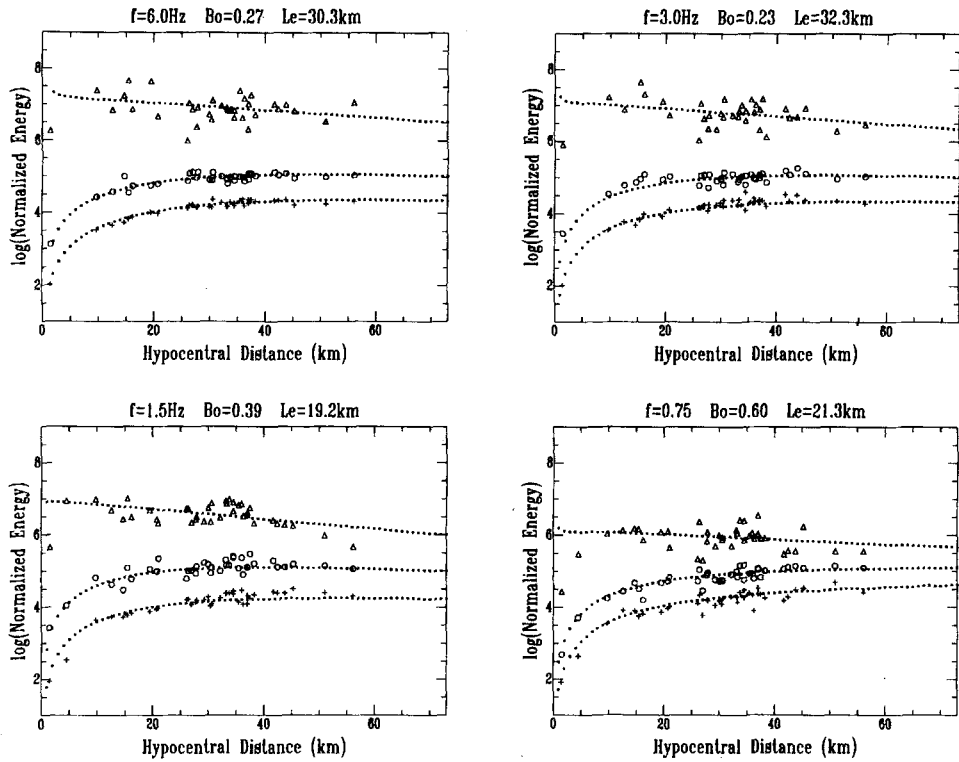 f=6.0Hz Bo=0.27 Le=30.3km
8
6
4
2
0 20 40 60
log(Normalized Energy)
Hypocentral Distance (km)
f=3.0Hz Bo=0.23 Le=32.3km
8
6
4
2
0 20 40 60
log(Normalized Energy)
Hypocentral Distance (km)
f=1.5Hz Bo=0.39 Le=19.2km
8
6
4
2
0 20 40 60
log(Normalized Energy)
Hypocentral Distance (km)
f=0.75 Bo=0.60 Le=21.3km
8
6
4
2
0 20 40 60
log(Normalized Energy)
Hypocentral Distance (km)